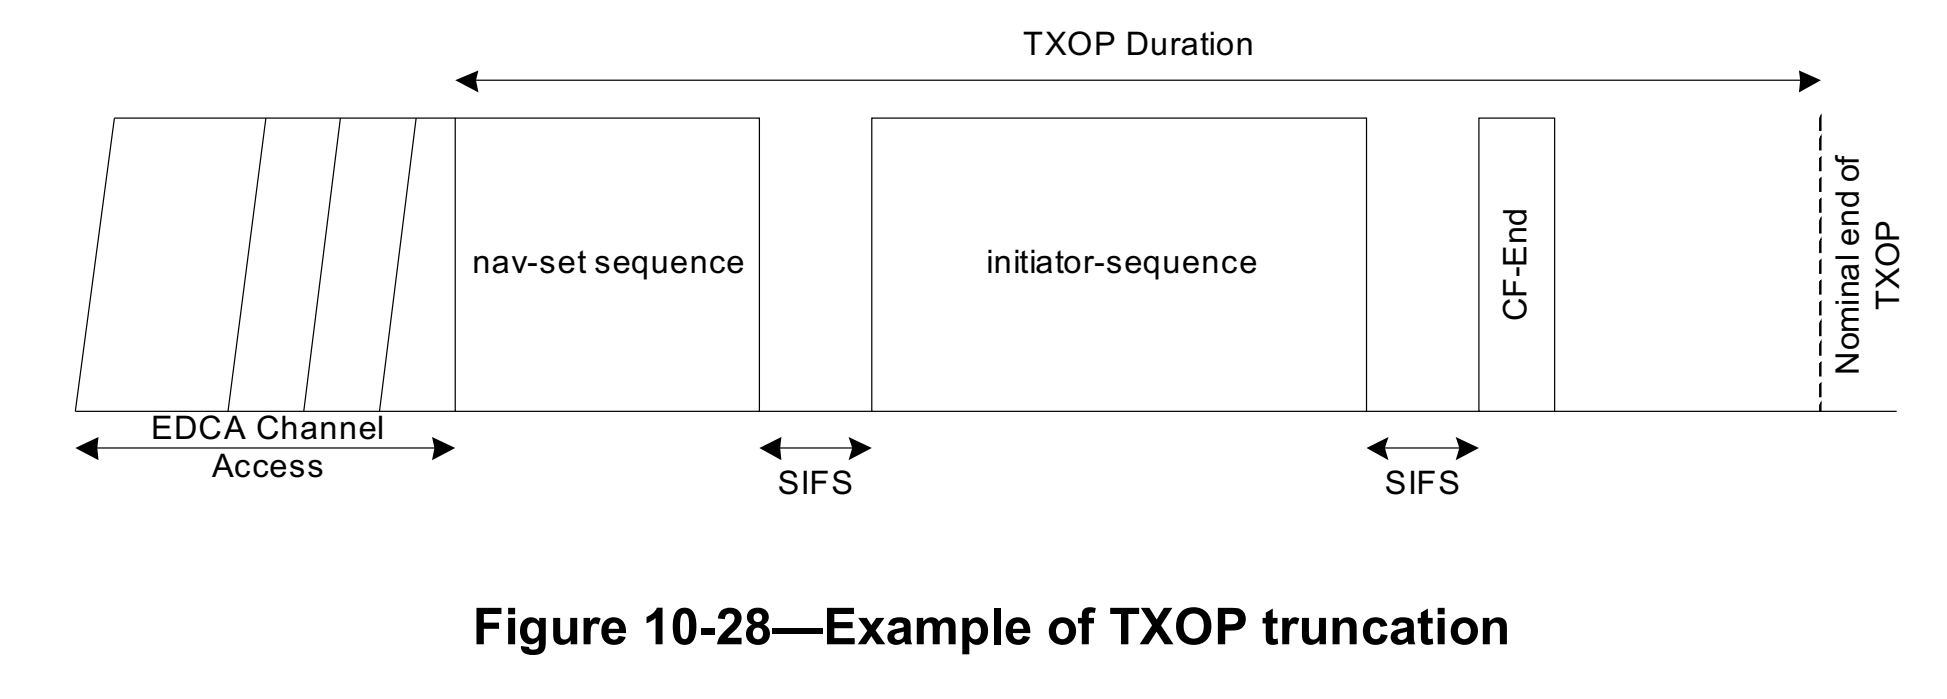 TXOP Duration
nav-set sequence
initiator-sequence
CF-End
Nominal end of
TXOP
EDCA Channel
Access
SIFS
SIFS
Figure 10-28—Example of TXOP truncation